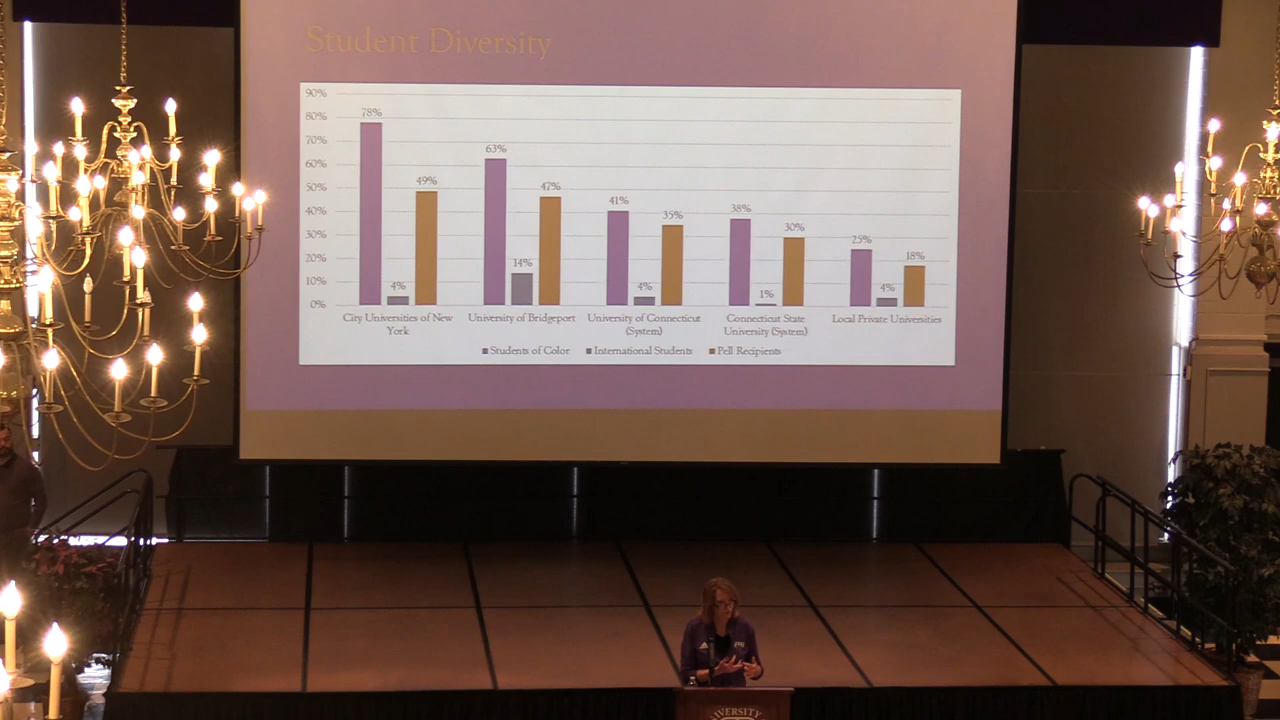 Student Diversity
90%
80%
70%
60%
50%
40%
30%
20%
10%
0%
78%
4%
49%
63%
14%
47%
41%
4%
35%
38%
1%
30%
25%
4%
18%
City Universities of New
York
University of Bridgeport
University of Connecticut
(System)
Connecticut State
University (System)
Local Private Universities
Students of Color
International Students
Pell Recipients
UNIVERSITY